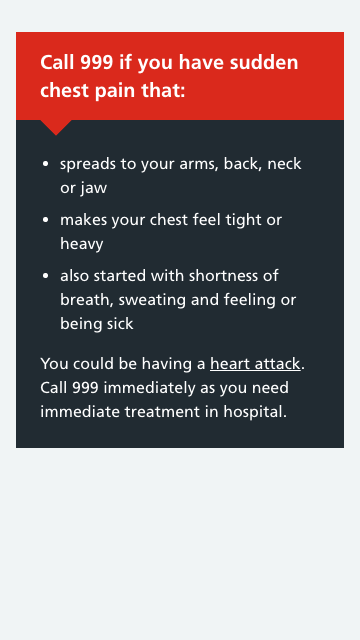 Call 999 if you have sudden
chest pain that:
• spreads to your arms, back, neck
or jaw
• makes your chest feel tight or
heavy
• also started with shortness of
breath, sweating and feeling or
being sick
You could be having a heart attack.
Call 999 immediately as you need
immediate treatment in hospital.